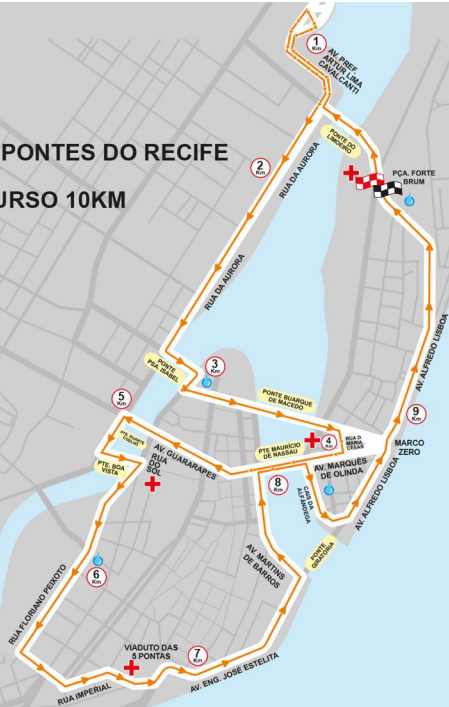 1
Km
AV. PREF.
ARTUR LIMA
CAVALCANTI
PONTE DO
LIMOEIRO
PONTES DO RECIFE
URSO 10KM
2
Km
RUA DA AURORA
PÇA. FORTE
BRUM
RUA DA AURORA
AV. ALFREDO LISBOA
PONTE
PSA. ISABEL
3
Km
PONTE BUARQUE
DE MACEDO
5
Km
9
Km
PTE. DUARTE
COELHO
AV. GUARARAPES
PTE MAURÍCIO
DE NASSAU
4
Km
RUA D.
MARIA
CÉSAR
MARCO
ZERO
PTE. BOA
VISTA
RUA
DO
SOL
AV. MARQUÊS
DE OLINDA
8
Km
CAIS DA
ALFÂNDEGA
AV. ALFREDO LISBOA
PONTE
GIRATÓRIA
AV. MARTINS
DE BARROS
6
Km
RUA FLORIANO PEIXOTO
VIADUTO DAS
5 PONTAS
7
Km
RUA IMPERIAL
AV. ENG. JOSÉ ESTELITA